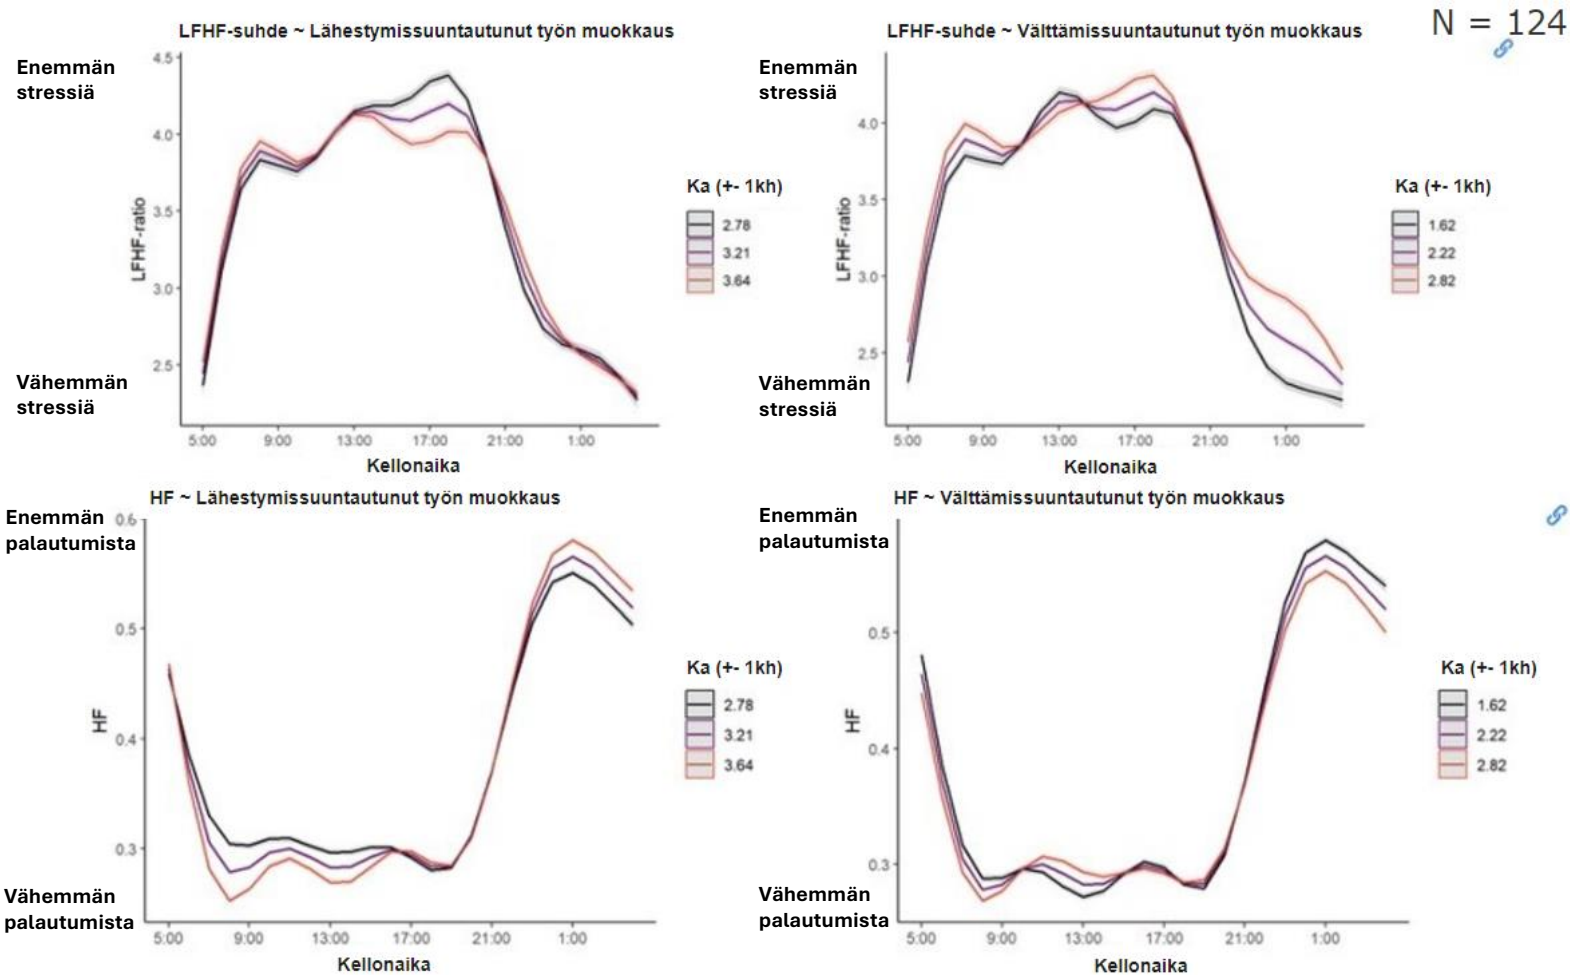 N = 124
LFHF-suhde ~ Lähestymissuuntautunut työn muokkaus
Enemmän
stressiä
4.5
4.0
3.5
3.0
2.5
LFHF-ratio
Vähemmän
stressiä
5:00 9:00 13:00 17:00 21:00 1:00
Kellonaika
Ka (+- 1kh)
2.78
3.21
3.64
LFHF-suhde ~ Välttämissuuntautunut työn muokkaus
Enemmän
stressiä
4.0
3.5
3.0
2.5
LFHF-ratio
Vähemmän
stressiä
5:00 9:00 13:00 17:00 21:00 1:00
Kellonaika
Ka (+- 1kh)
1.62
2.22
2.82
HF ~ Lähestymissuuntautunut työn muokkaus
Enemmän
palautumista
0.6
0.5
0.4
0.3
HF
Vähemmän
palautumista
5:00 9:00 13:00 17:00 21:00 1:00
Kellonaika
Ka (+- 1kh)
2.78
3.21
3.64
HF ~ Välttämissuuntautunut työn muokkaus
Enemmän
palautumista
0.5
0.4
0.3
HF
Vähemmän
palautumista
5:00 9:00 13:00 17:00 21:00 1:00
Kellonaika
Ka (+- 1kh)
1.62
2.22
2.82